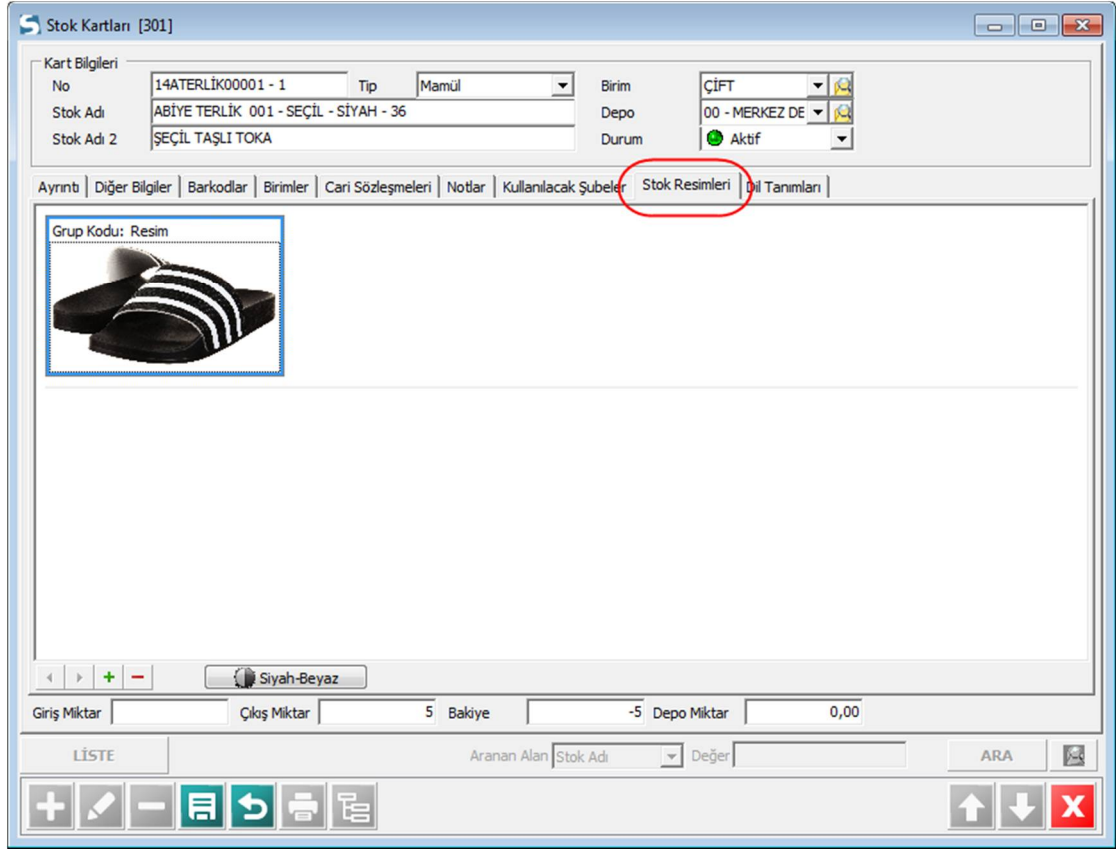 Stok Kartları [301]
Kart Bilgileri
No 14ATERLİK00001 - 1 Tip Mamül Birim ÇİFT
Stok Adı ABİYE TERLİK 001 - SEÇİL - SİYAH - 36 Depo 00 - MERKEZ DE
Stok Adı 2 ŞEÇİL TAŞLI TOKA Durum Aktif
Ayrıntı Diğer Bilgiler Barkodlar Birimler Cari Sözleşmeleri Notlar Kullanılacak Şubeler Stok Resimleri Dil Tanımları
Grup Kodu: Resim
Siyah-Beyaz
Giriş Miktar Çıkış Miktar 5 Bakiye -5 Depo Miktar 0,00
LİSTE Aranan Alan Stok Adı Değer ARA
X